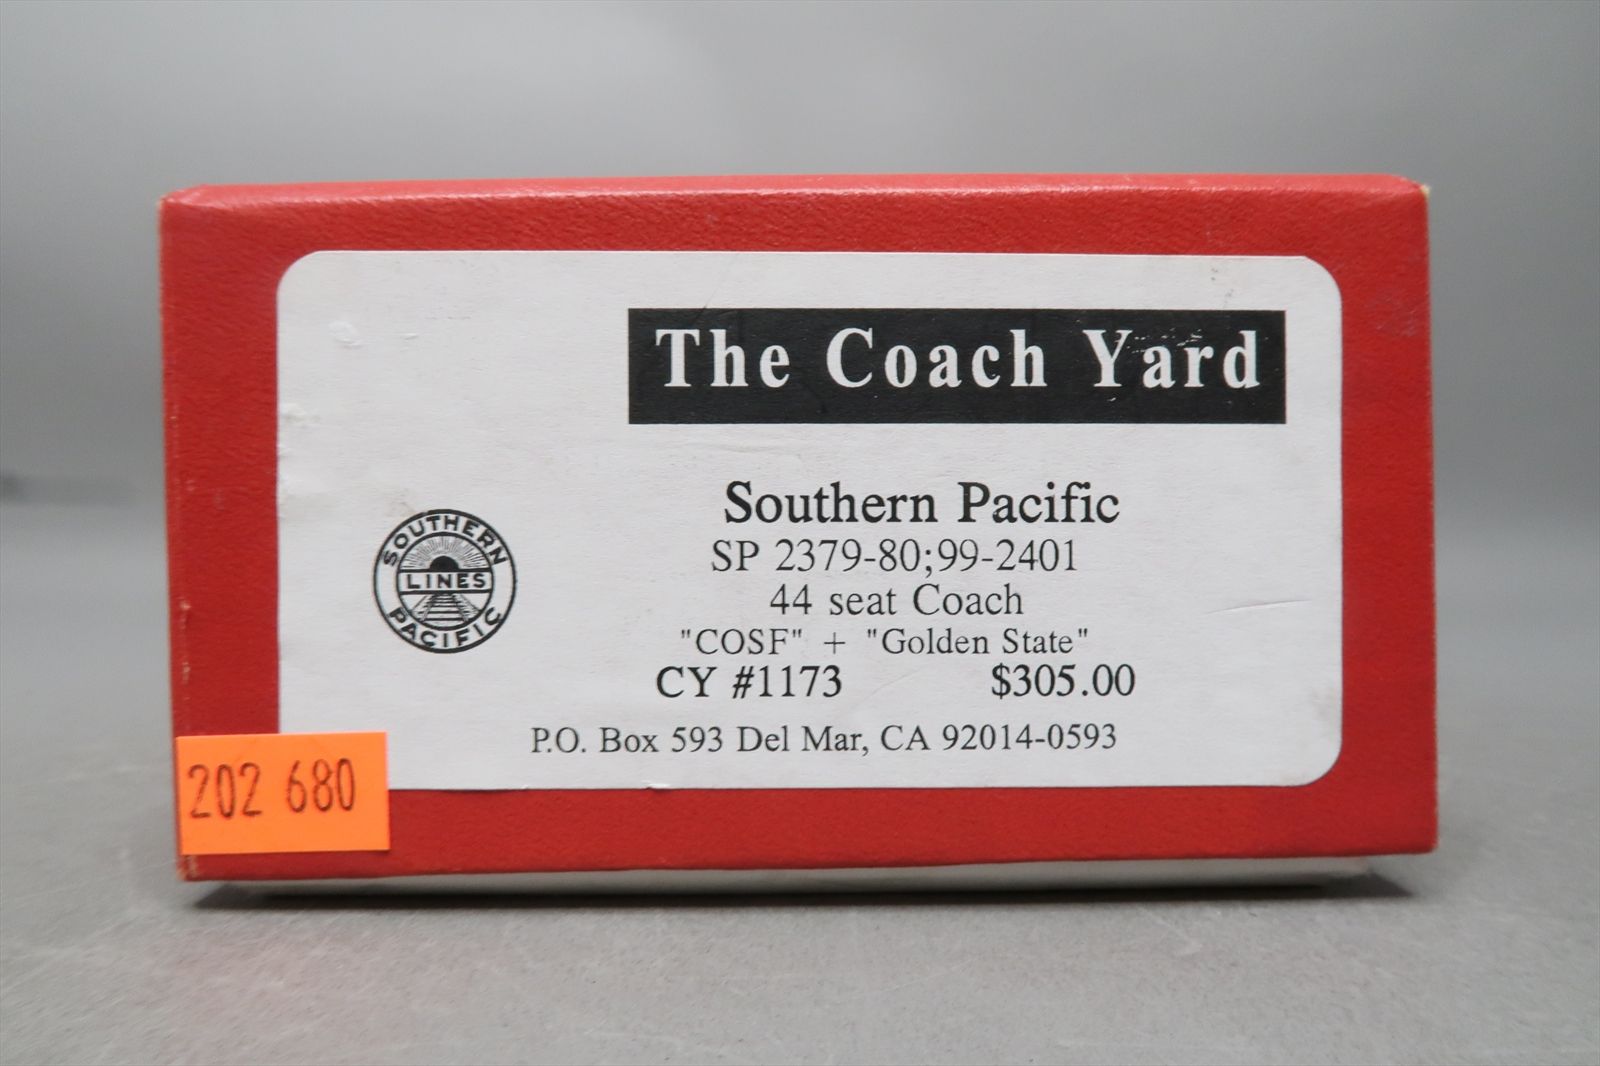 The Coach Yard
SOUTHERN
LINES
PACIFIC
Southern Pacific
SP 2379-80;99-2401
44 seat Coach
"COSF" + "Golden State"
CY #1173 $305.00
P.O. Box 593 Del Mar, CA 92014-0593
202 680